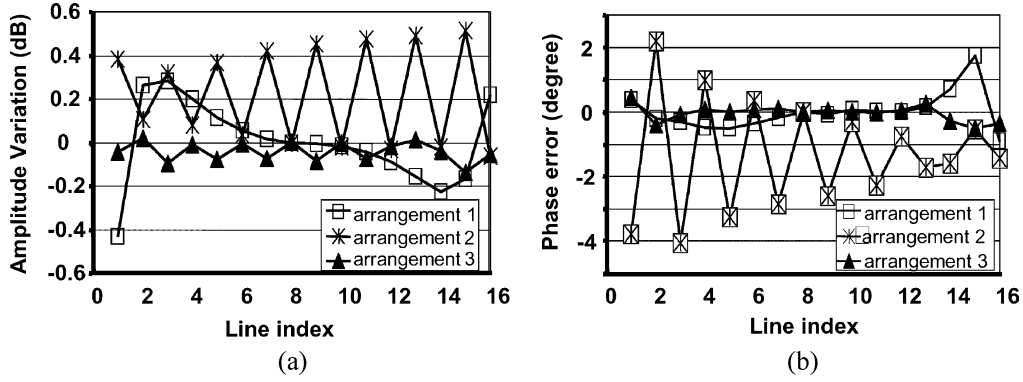 Amplitude Variation (dB)
0.6
0.4
0.2
0
-0.2
-0.4
-0.6
arrangement 1
arrangement 2
arrangement 3
0 2 4 6 8 10 12 14 16
Line index
(a)
Phase error (degree)
2
0
-2
-4
arrangement 1
arrangement 2
arrangement 3
0 2 4 6 8 10 12 14 16
Line index
(b)